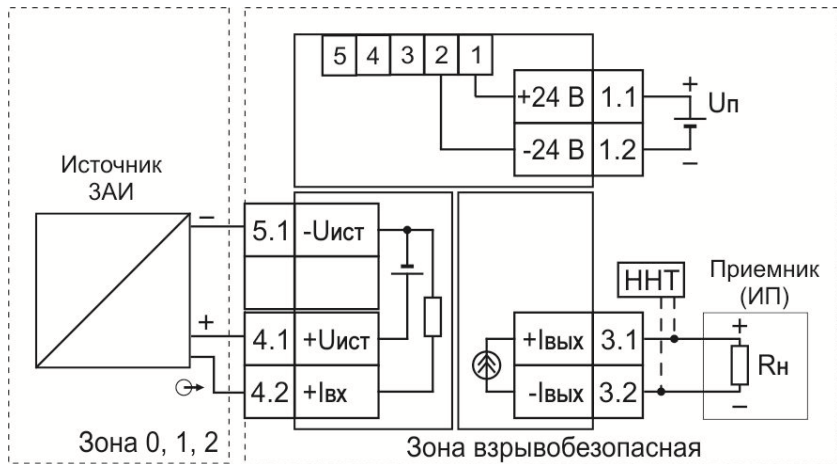 5 4 3 2 1
+24 В 1.1
-24 В 1.2
+
Uп
–
Источник
ЗАИ
–
5.1 -Uист
+
4.1 +Uист
4.2 +Iвх
ННТ
Приемник
(ИП)
+Iвых 3.1
-Iвых 3.2
+
Rн
–
Зона 0, 1, 2
Зона взрывобезопасная